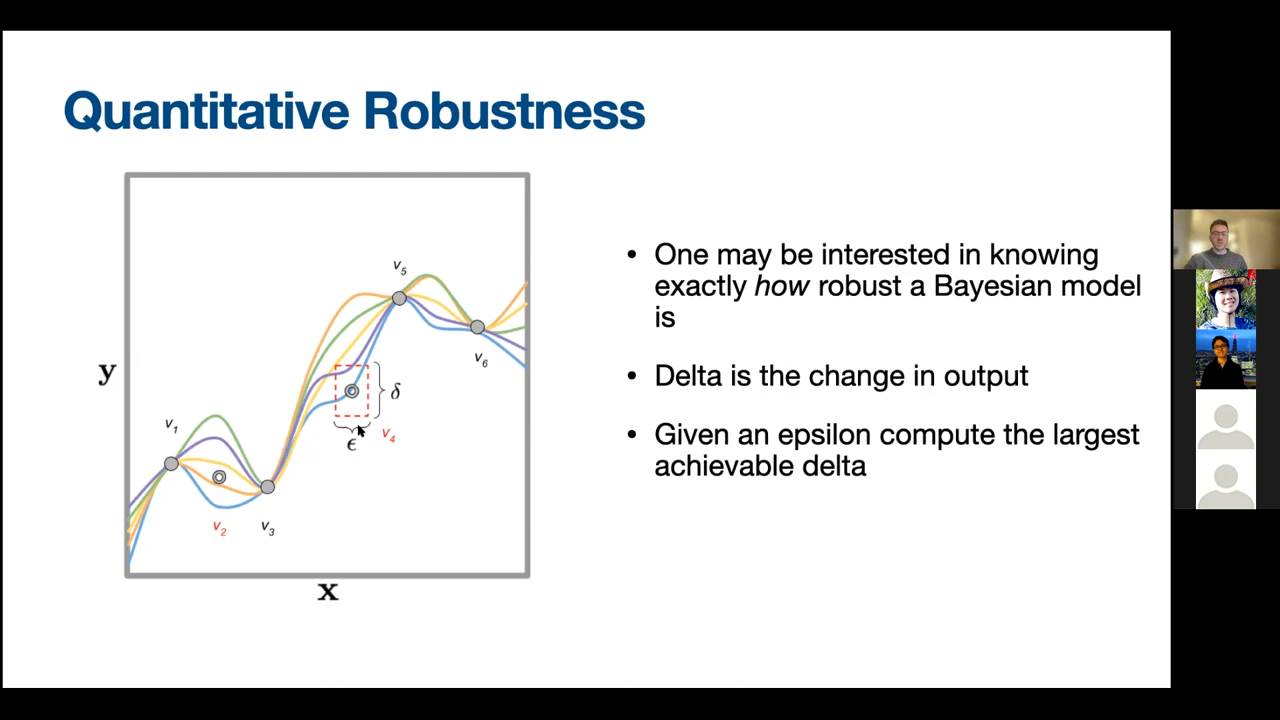 Quantitative Robustness
v5
v6
y
δ
v1
ϵ
v4
v2
v3
x
• One may be interested in knowing
exactly how robust a Bayesian model
is
• Delta is the change in output
• Given an epsilon compute the largest
achievable delta